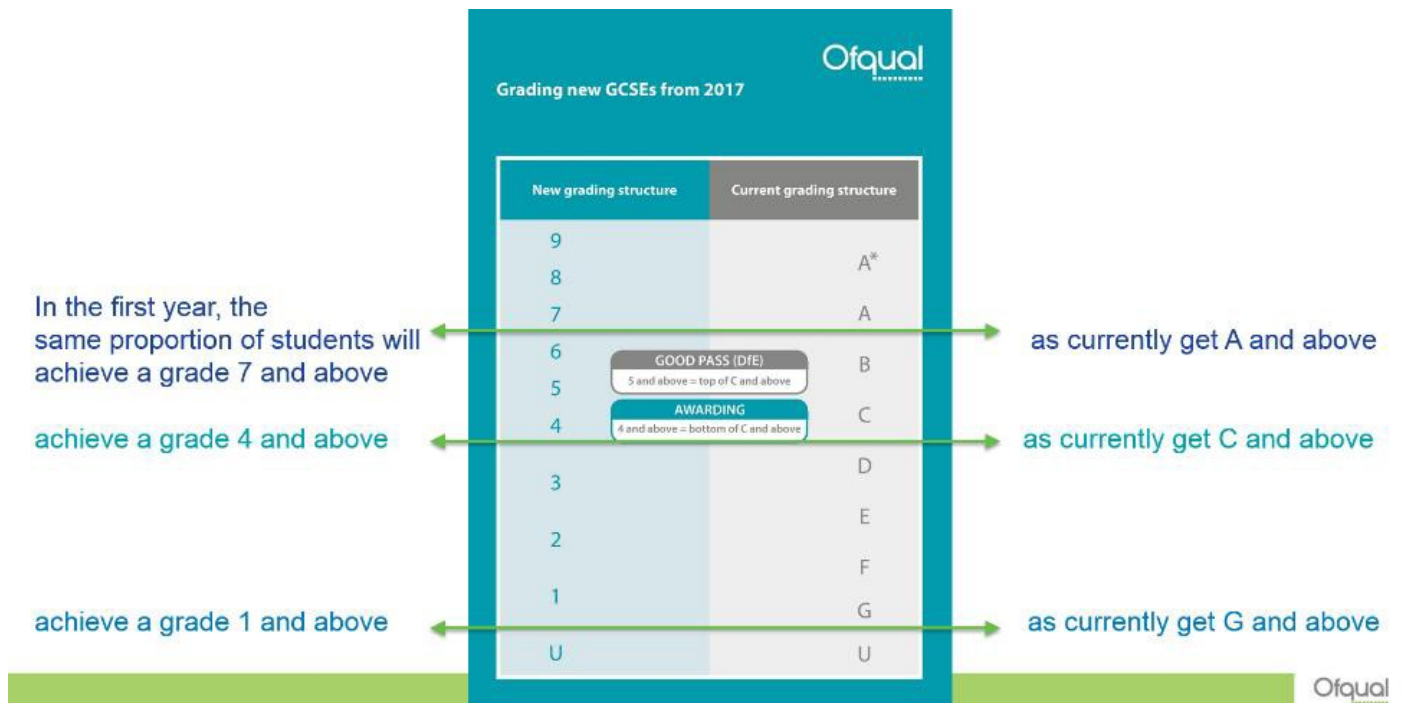 Ofqual
Grading new GCSEs from 2017
New grading structure
Current grading structure
9
8
7
6
5
4
3
2
1
U
A*
A
B
C
D
E
F
G
U
GOOD PASS (DfE)
5 and above = top of C and above
AWARDING
4 and above = bottom of C and above
In the first year, the
same proportion of students will
achieve a grade 7 and above
as currently get A and above
achieve a grade 4 and above
as currently get C and above
achieve a grade 1 and above
as currently get G and above
Ofqual